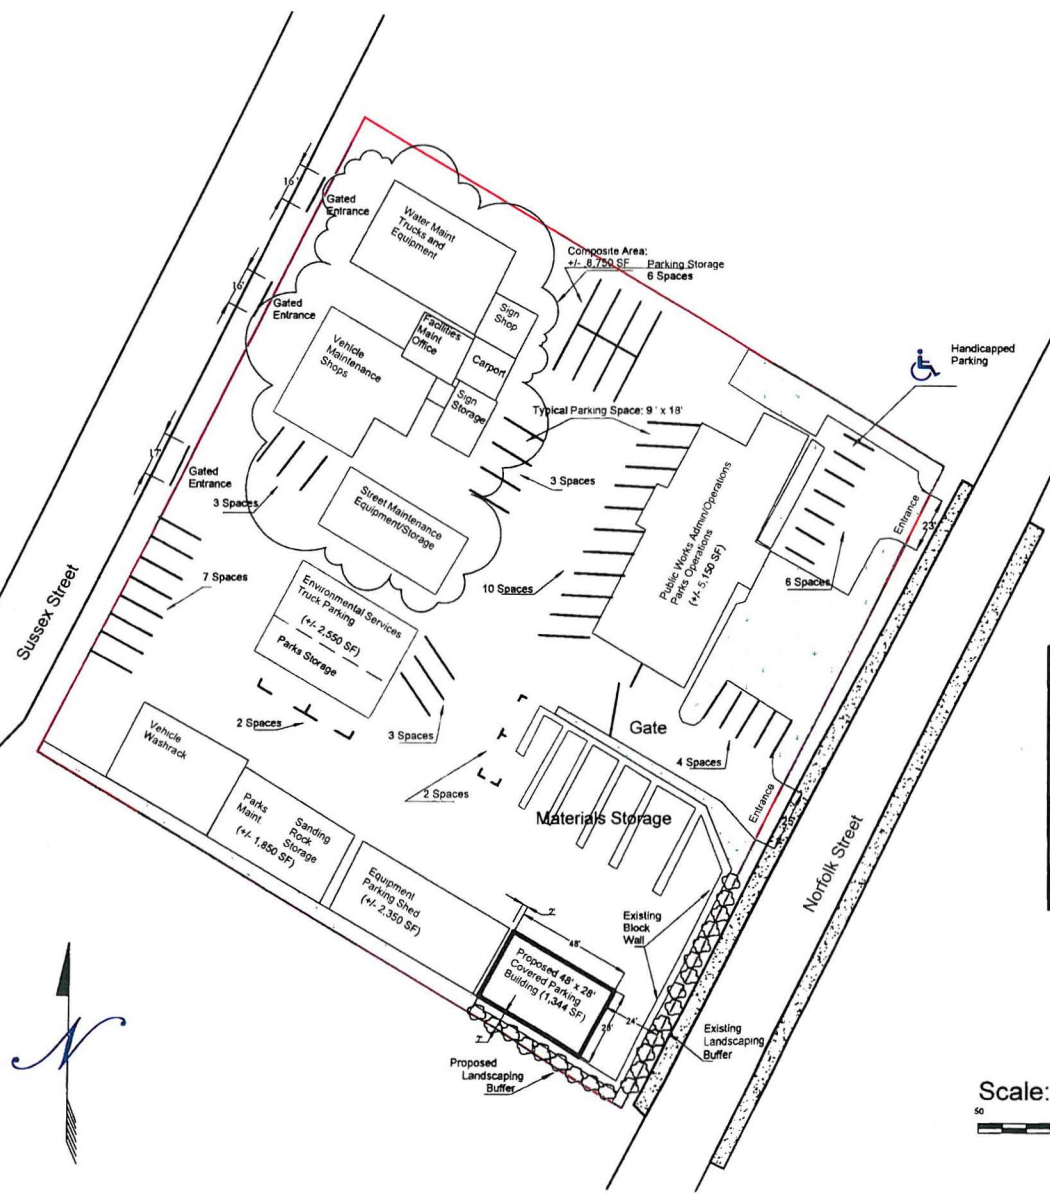 16'
Gated
Entrance
Water Maint
Trucks and
Equipment
Composite Area:
+/- 8,750 SF
Parking Storage
6 Spaces
16'
Gated
Entrance
Sign
Shop
Facilities
Maint
Office
Vehicle
Maintenance
Shops
Carport
Sign
Storage
Handicapped
Parking
Typical Parking Space: 9 ' x 18'
17'
Gated
Entrance
3 Spaces
3 Spaces
Street Maintenance
Equipment/Storage
Public Works Admin/Operations
Parks Operations
(+/- 5,150 SF)
Entrance
23'
6 Spaces
10 Spaces
7 Spaces
Sussex Street
Environmental Services
Truck Parking
(+/- 2,550 SF)
Parks Storage
2 Spaces
3 Spaces
2 Spaces
Gate
4 Spaces
Entrance
25'
Materials Storage
Norfolk Street
Vehicle
Washrack
Parks
Maint.
Sanding
Rock
Storage
(+/- 1,850 SF)
Equipment
Parking Shed
(+/- 2,350 SF)
Existing
Block
Wall
7'
48'
Proposed 48' x 28'
Covered Parking
Building (1,344 SF)
28'
24'
7'
Existing
Landscaping
Buffer
Proposed
Landscaping
Buffer
N
Scale:
50